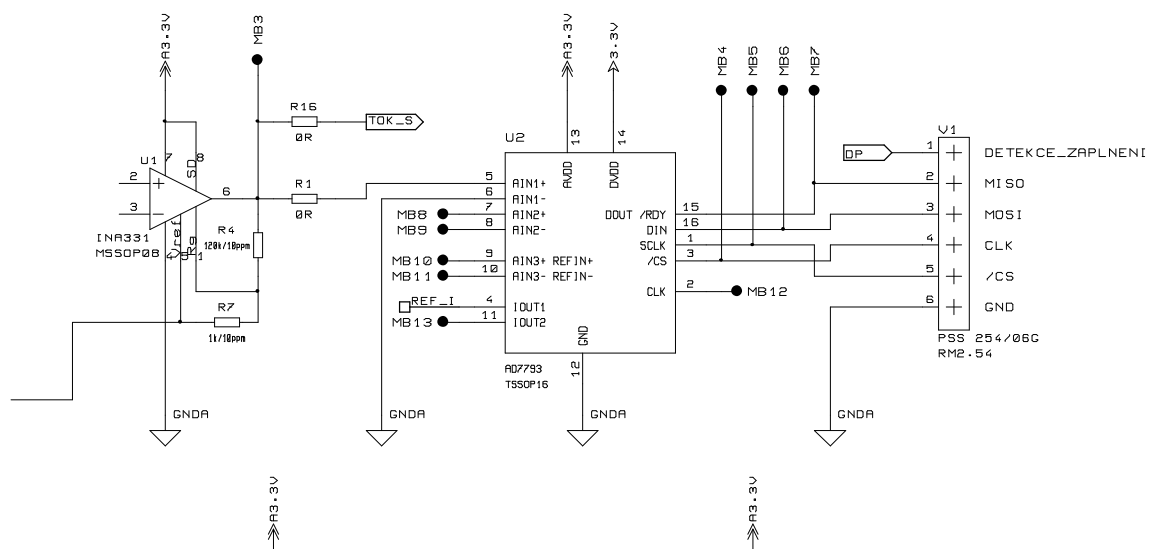 A3.3V
MB3
A3.3V
3.3V
MB4
MB5
MB6
MB7
R16
TOK_S
0R
U1
7
SD
8
2
3
6
Vref
Rg
4
5
1
INA331
MSSOP08
R1
0R
R4
120k/10ppm
R7
1k/10ppm
GNDA
U2
13
14
AVDD
DVDD
5
AIN1+
6
AIN1-
MB8
7
AIN2+
MB9
8
AIN2-
MB10
9
AIN3+ REFIN+
MB11
10
AIN3- REFIN-
REF_I
4
IOUT1
MB13
11
IOUT2
DOUT /RDY
15
DIN
16
SCLK
1
/CS
3
CLK
2
MB12
GND
12
AD7793
TSSOP16
GNDA
GNDA
V1
DP
1
DETEKCE_ZAPLNENI
2
MISO
3
MOSI
4
CLK
5
/CS
6
GND
PSS 254/06G
RM2.54
GNDA
A3.3V
A3.3V